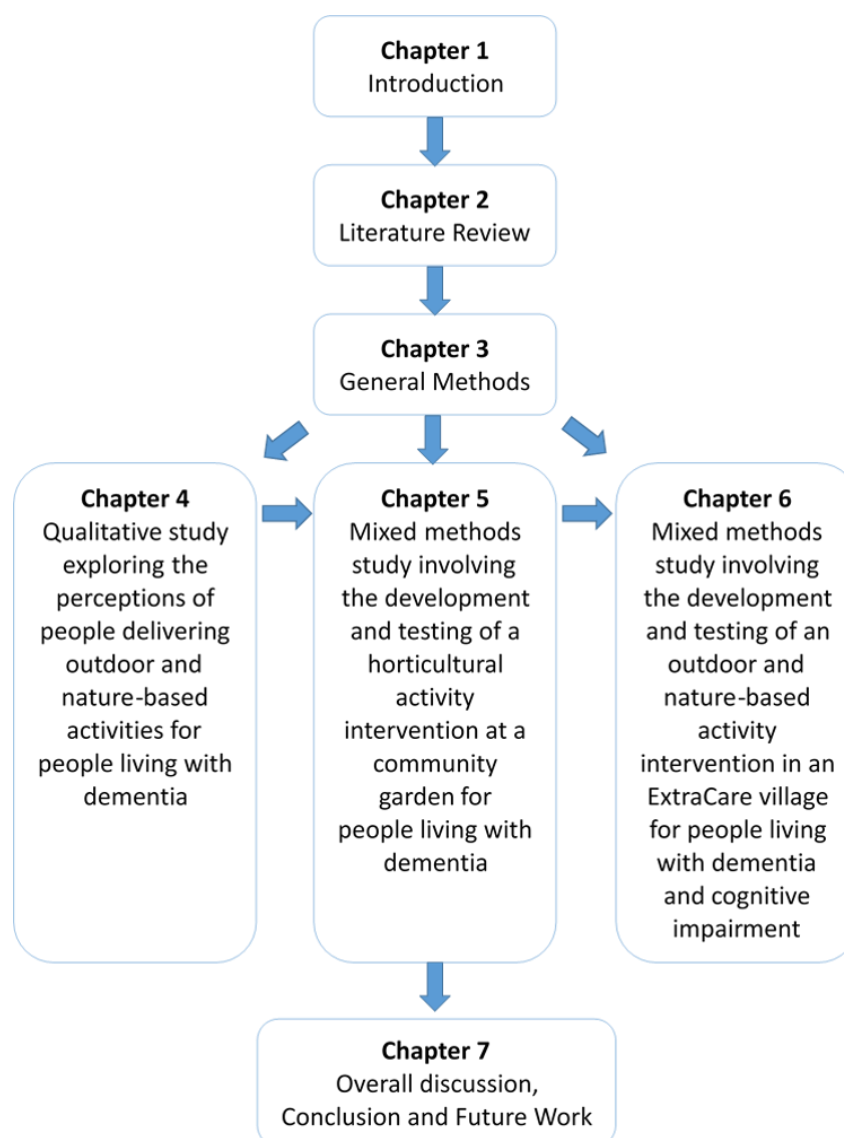 Chapter 1
Introduction
Chapter 2
Literature Review
Chapter 3
General Methods
Chapter 4
Qualitative study
exploring the
perceptions of
people delivering
outdoor and
nature-based
activities for
people living with
dementia
Chapter 5
Mixed methods
study involving
the development
and testing of a
horticultural
activity
intervention at a
community
garden for
people living with
dementia
Chapter 6
Mixed methods
study involving
the development
and testing of an
outdoor and
nature-based
activity
intervention in an
ExtraCare village
for people living
with dementia
and cognitive
impairment
Chapter 7
Overall discussion,
Conclusion and Future Work